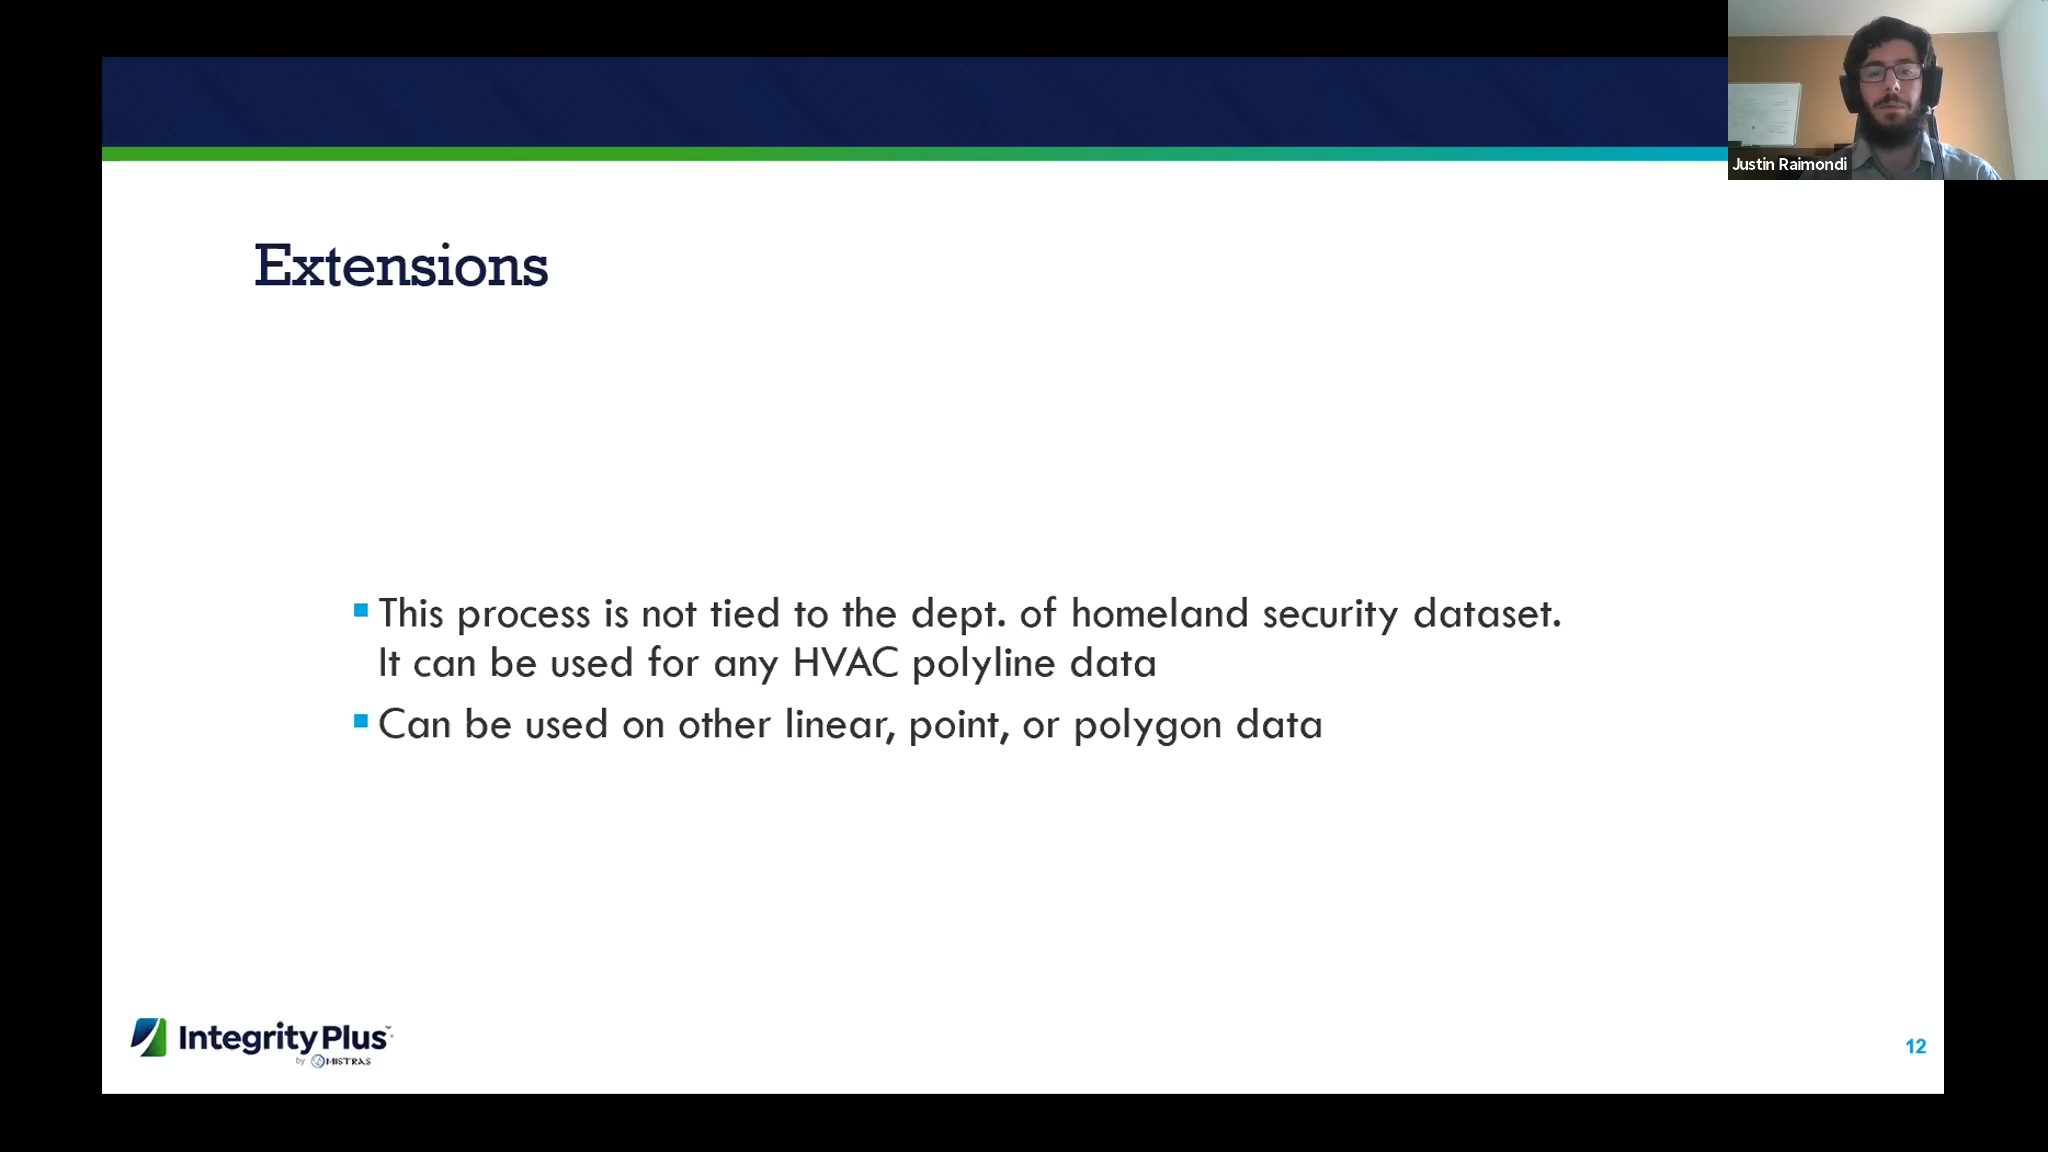 Justin Raimondi
Extensions
▪ This process is not tied to the dept. of homeland security dataset.
It can be used for any HVAC polyline data
▪ Can be used on other linear, point, or polygon data
Integrity Plus™
by MISTRAS
12